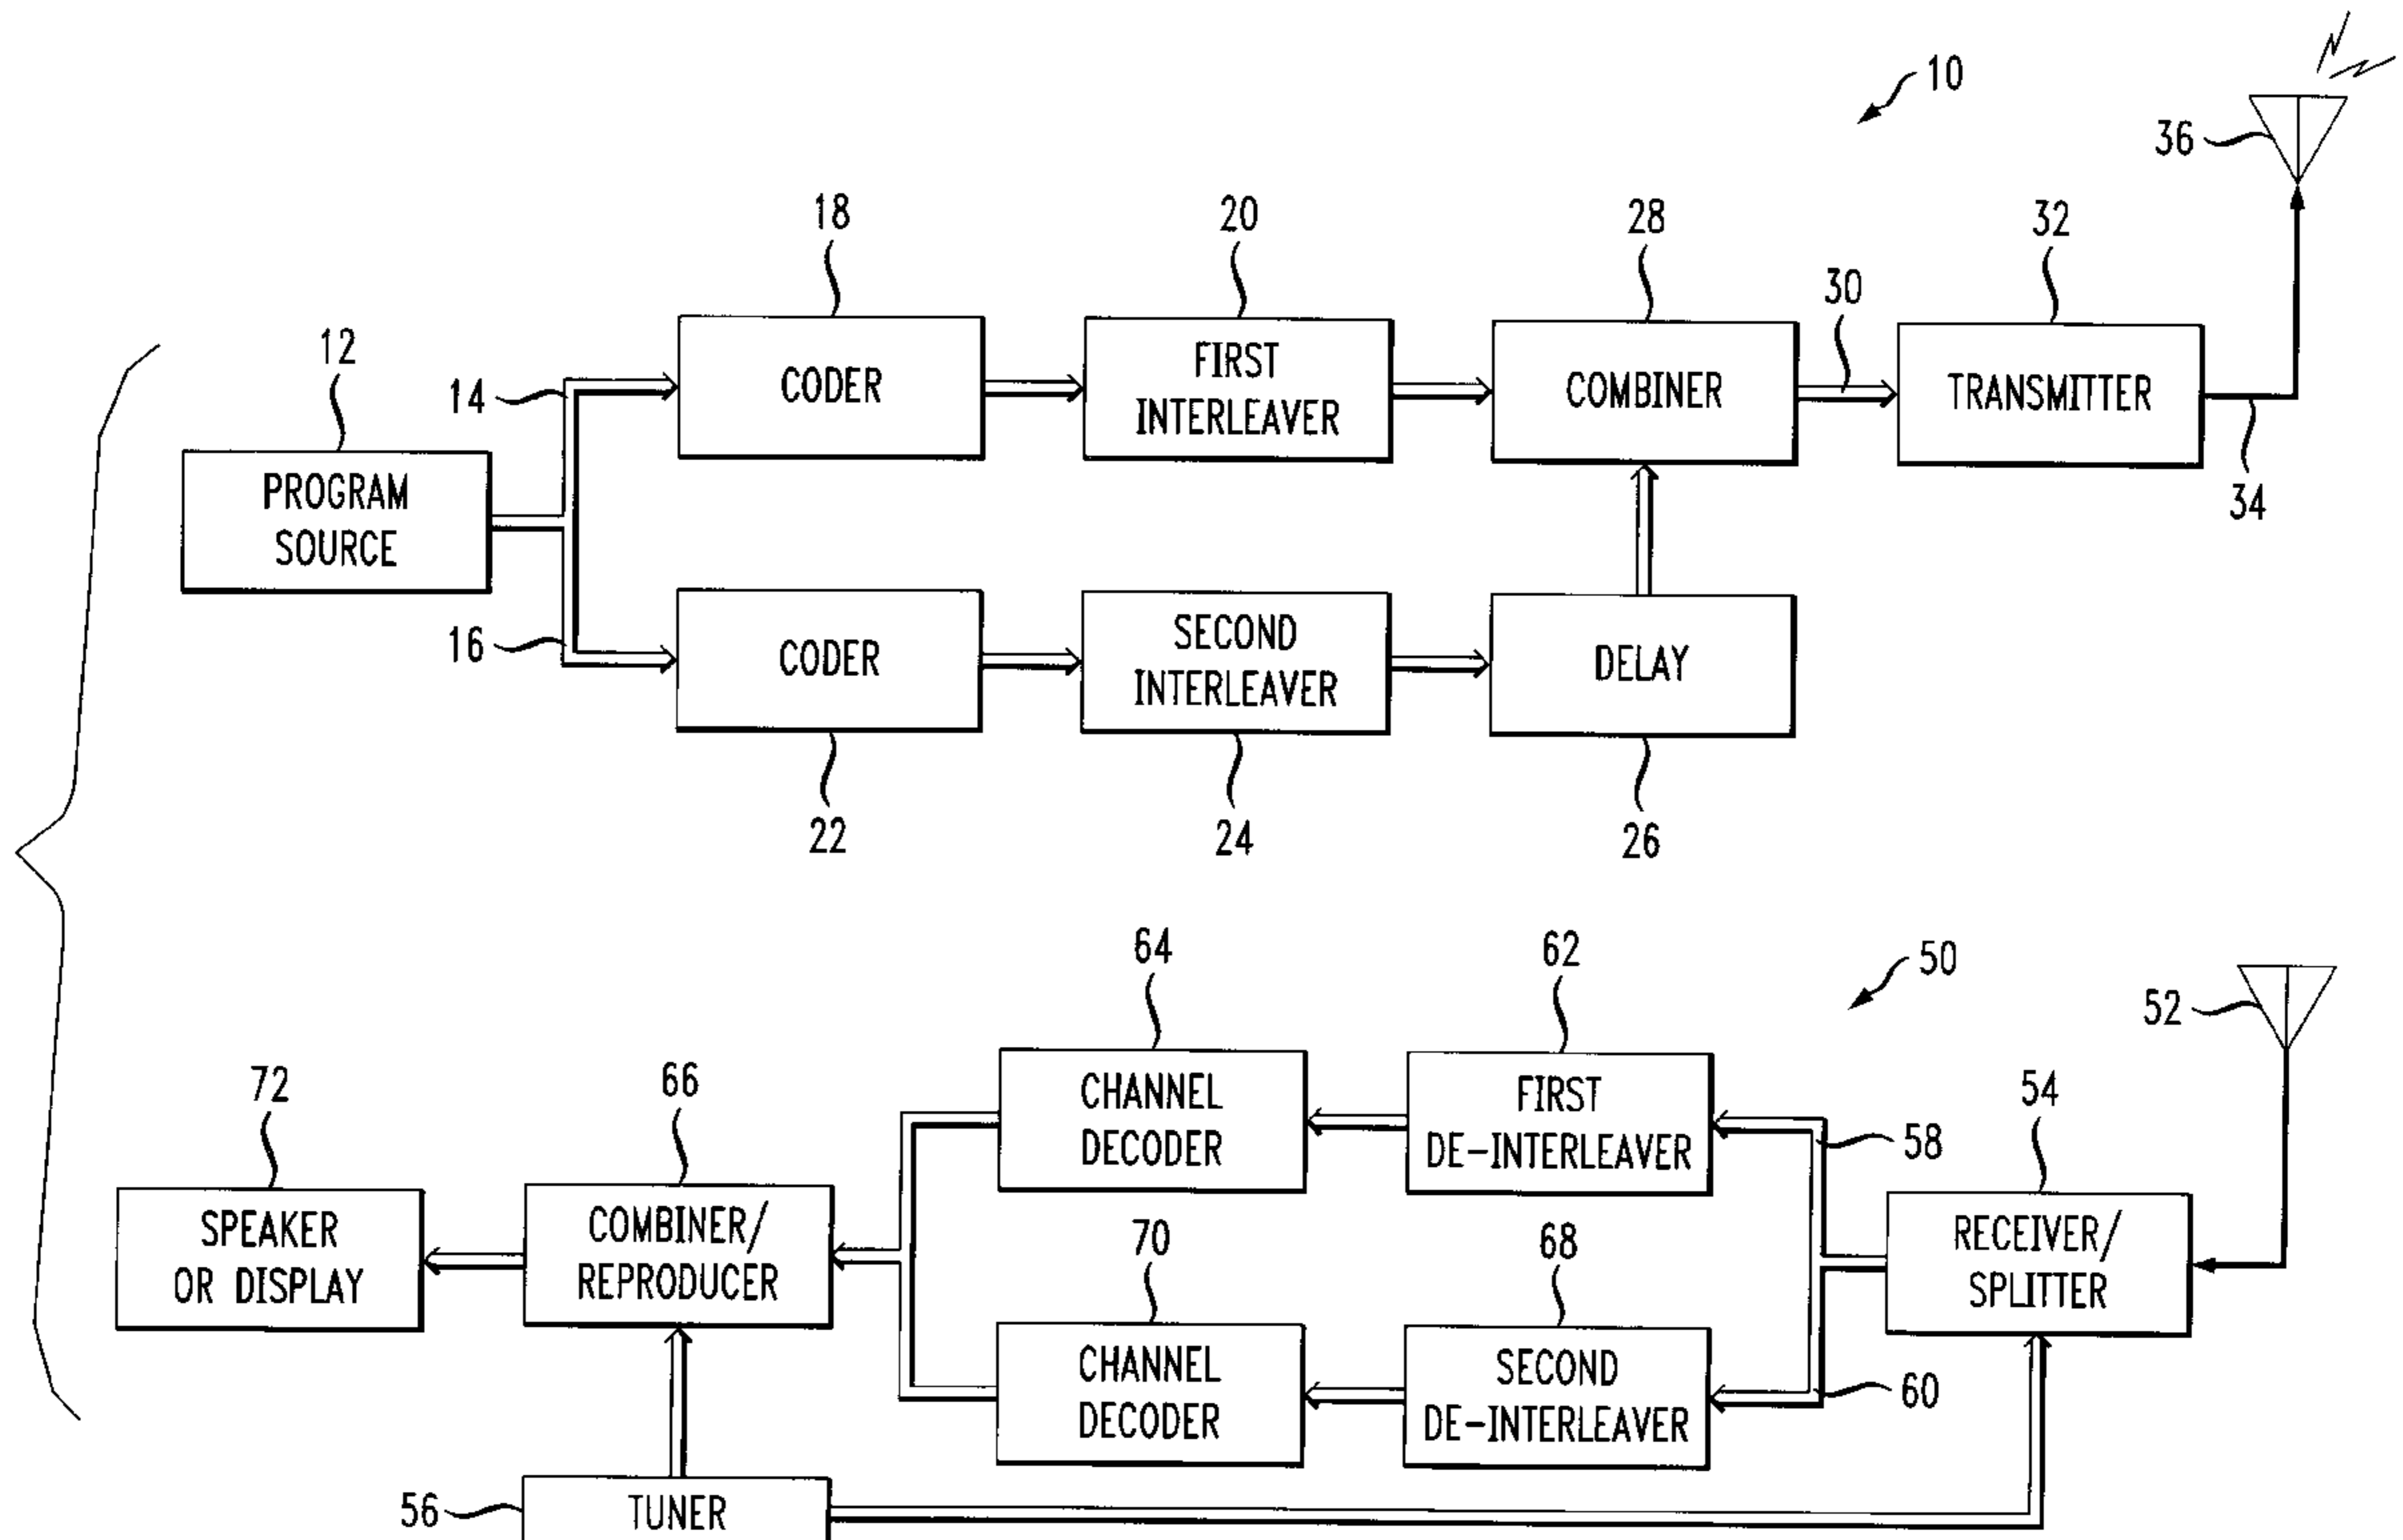 10
36
18
20
28
32
30
12
14
CODER
FIRST
INTERLEAVER
COMBINER
TRANSMITTER
34
PROGRAM
SOURCE
16
CODER
SECOND
INTERLEAVER
DELAY
22
24
26
64
62
50
52
72
66
CHANNEL
DECODER
FIRST
DE-INTERLEAVER
58
54
SPEAKER
OR DISPLAY
COMBINER/
REPRODUCER
70
68
RECEIVER/
SPLITTER
CHANNEL
DECODER
SECOND
DE-INTERLEAVER
60
56
TUNER